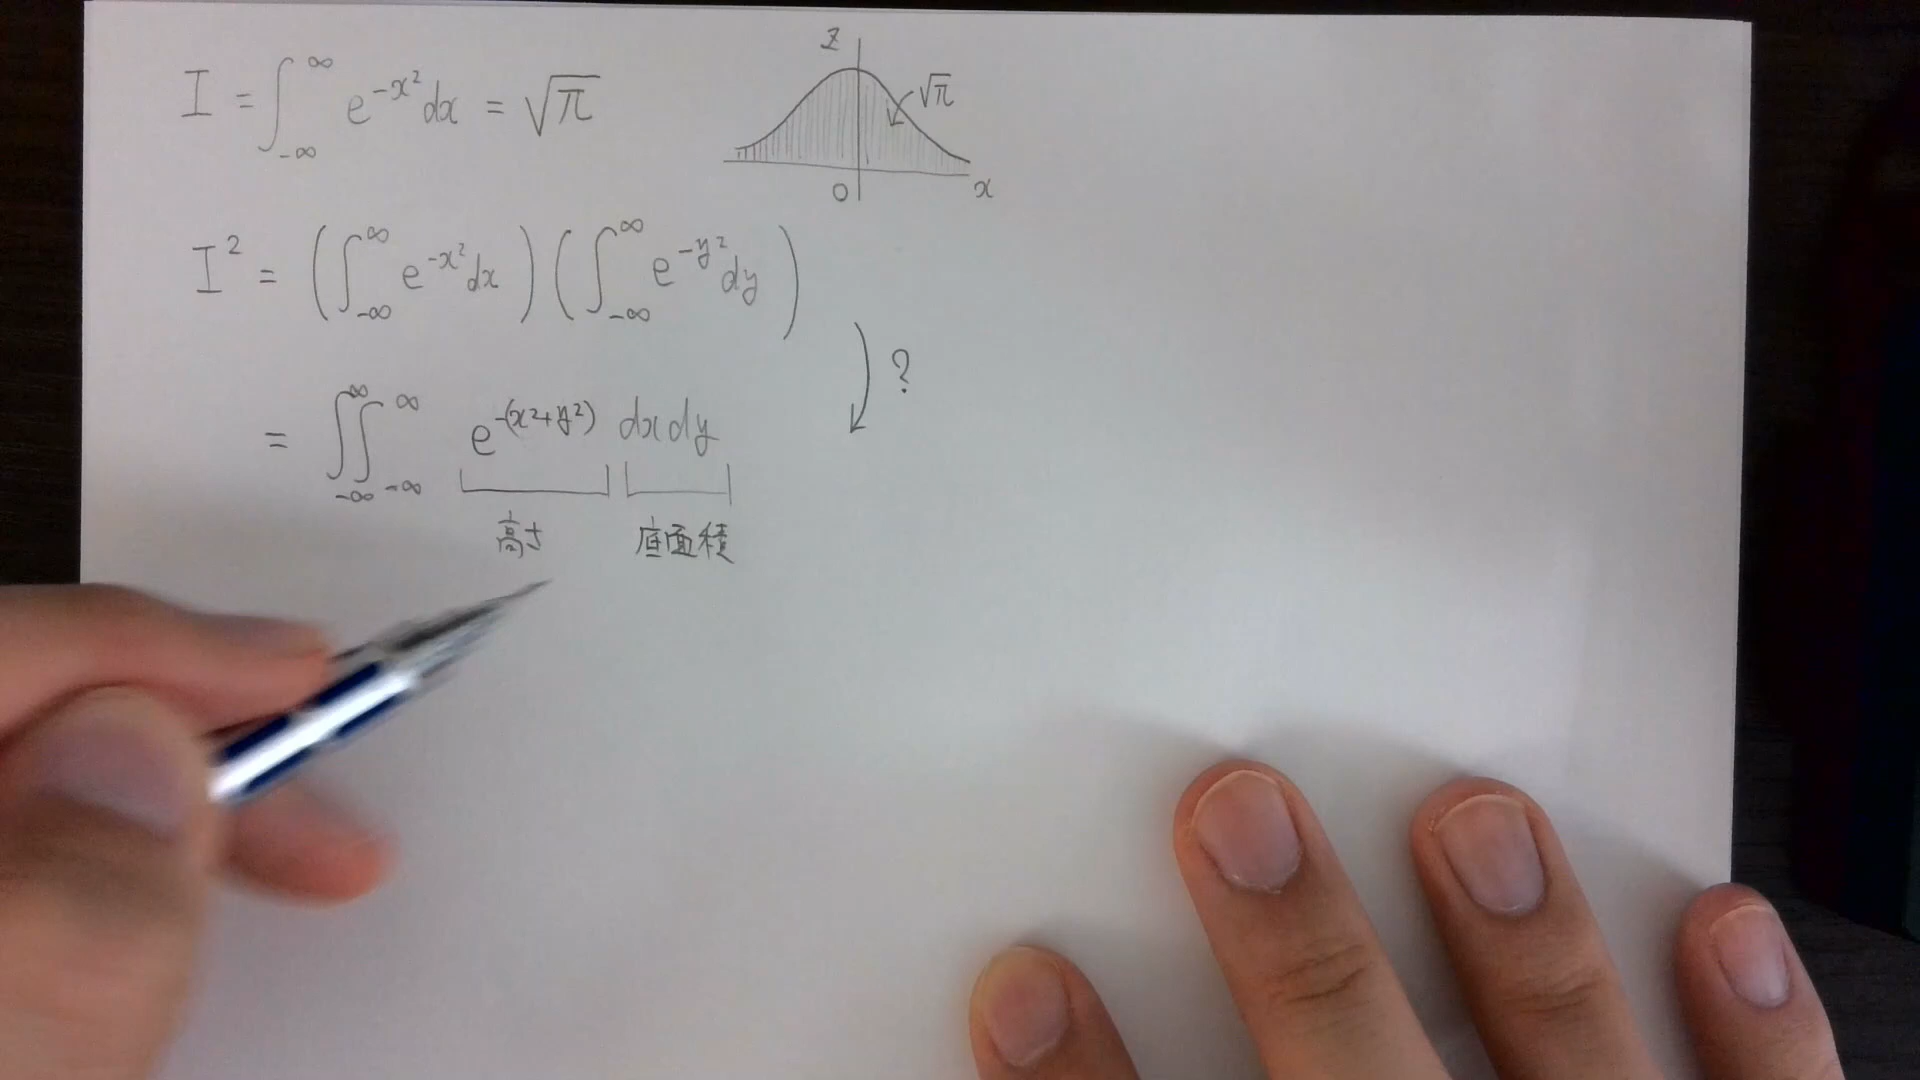 I = ∫_{-∞}^{∞} e^{-x²} dx = √π
z
√π
0
x
I² = (∫_{-∞}^{∞} e^{-x²} dx) (∫_{-∞}^{∞} e^{-y²} dy)
?
= ∫_{-∞}^{∞} ∫_{-∞}^{∞} e^{-(x²+y²)} dx dy
高さ 底面積